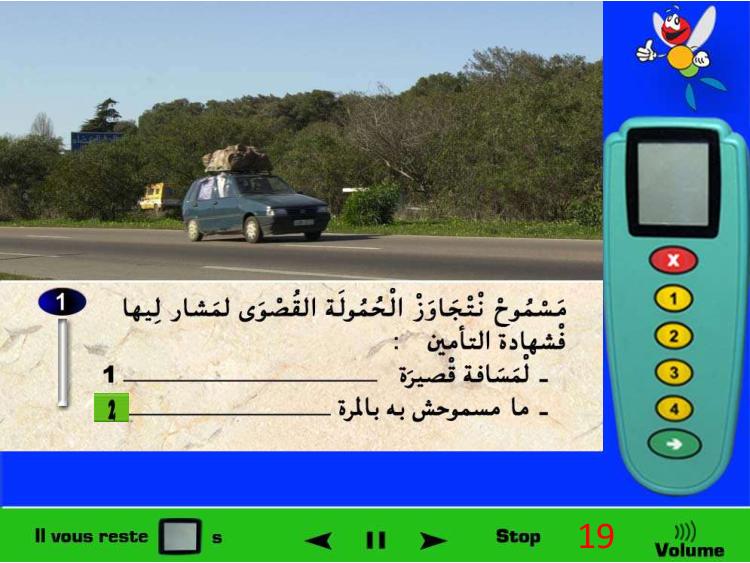 1
مَسْمُوحْ نْتْجَاوَزْ الْحُمُولَة القُصْوَى لمَشار لِيها
فْشهادة التأمين :
ـ لْمَسَافة قْصيرَة 1
ـ ما مسموحش به بالمرة 2
X
1
2
3
4
Il vous reste s
Stop
19
Volume